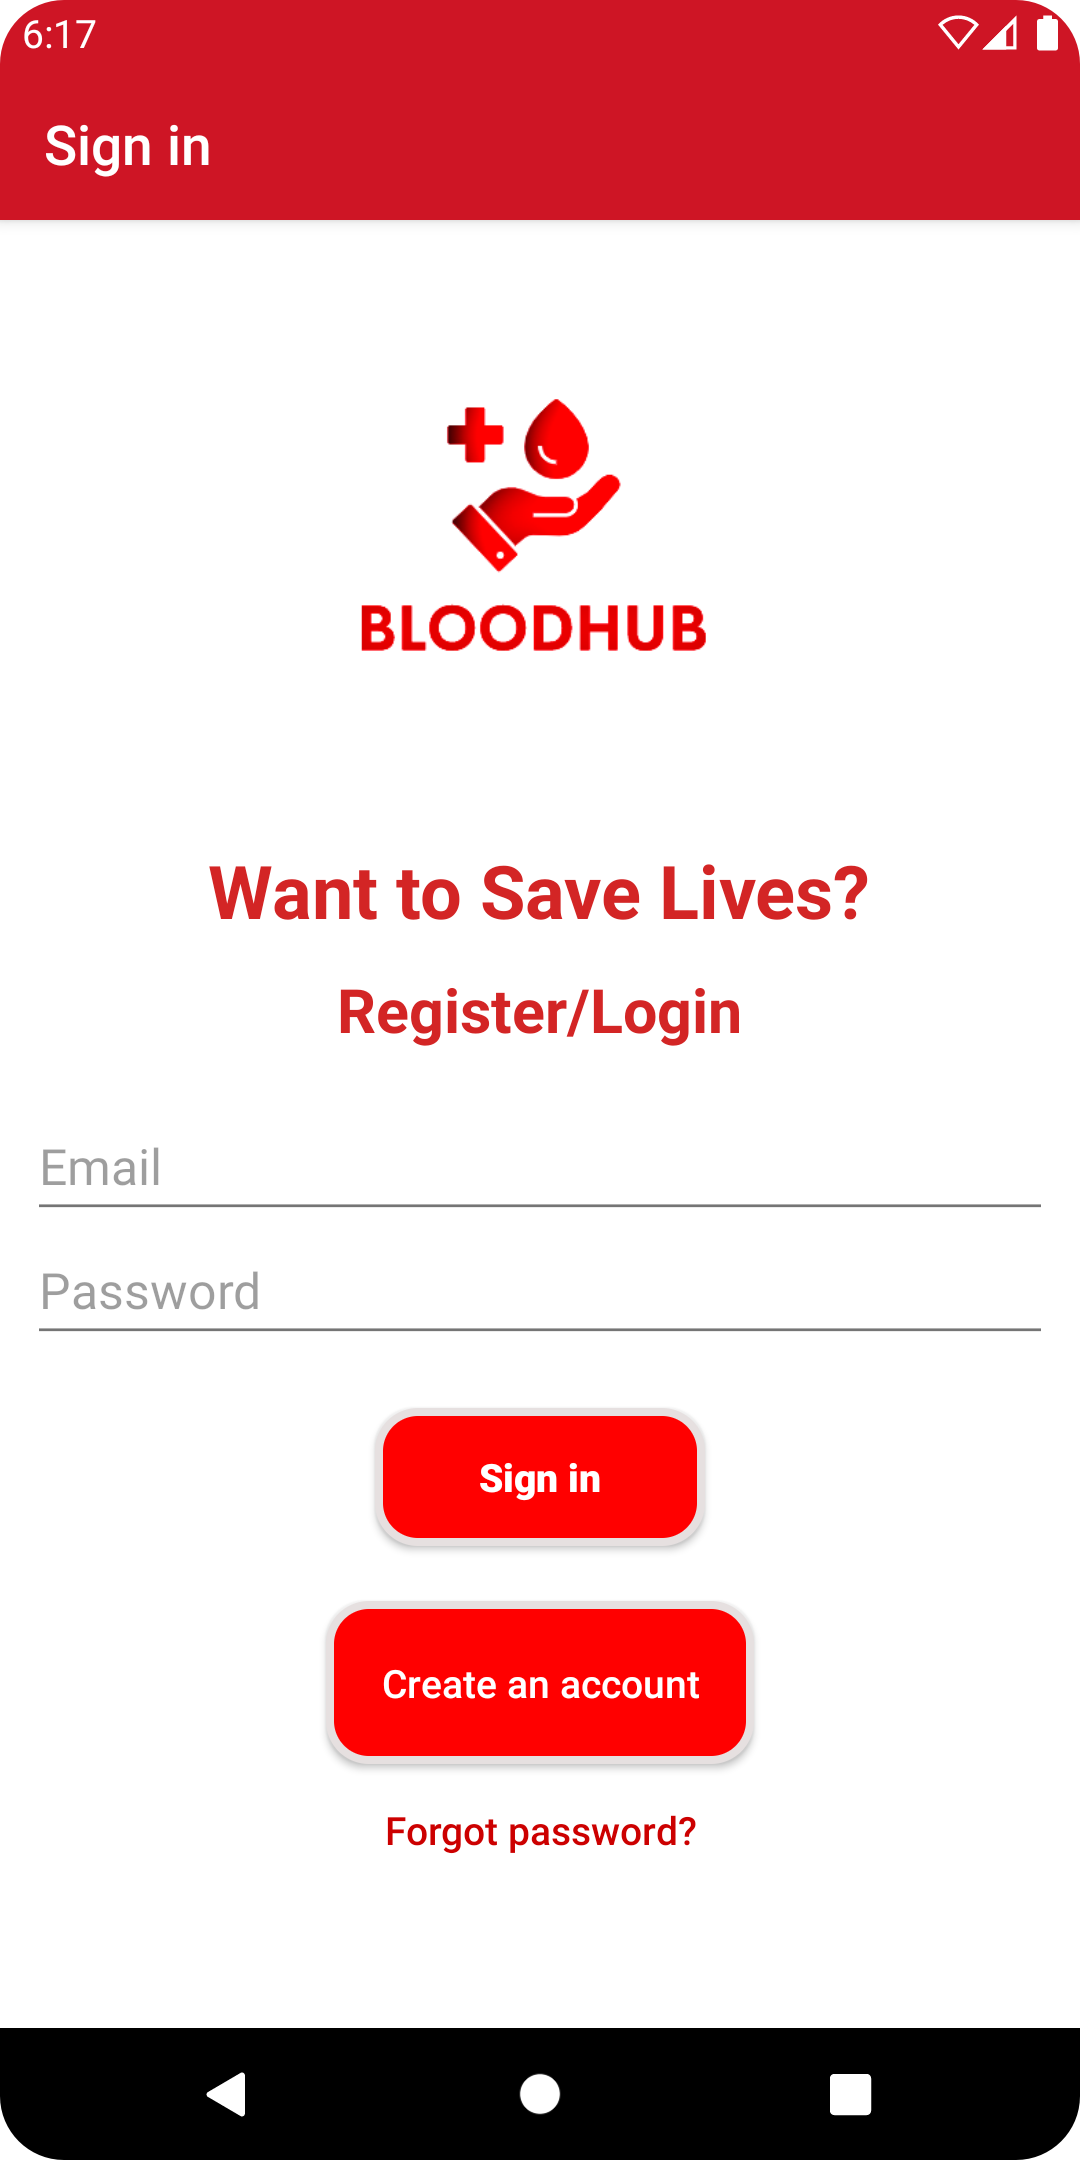 6:17
Sign in
BLOODHUB
Want to Save Lives?
Register/Login
Email
Password
Sign in
Create an account
Forgot password?